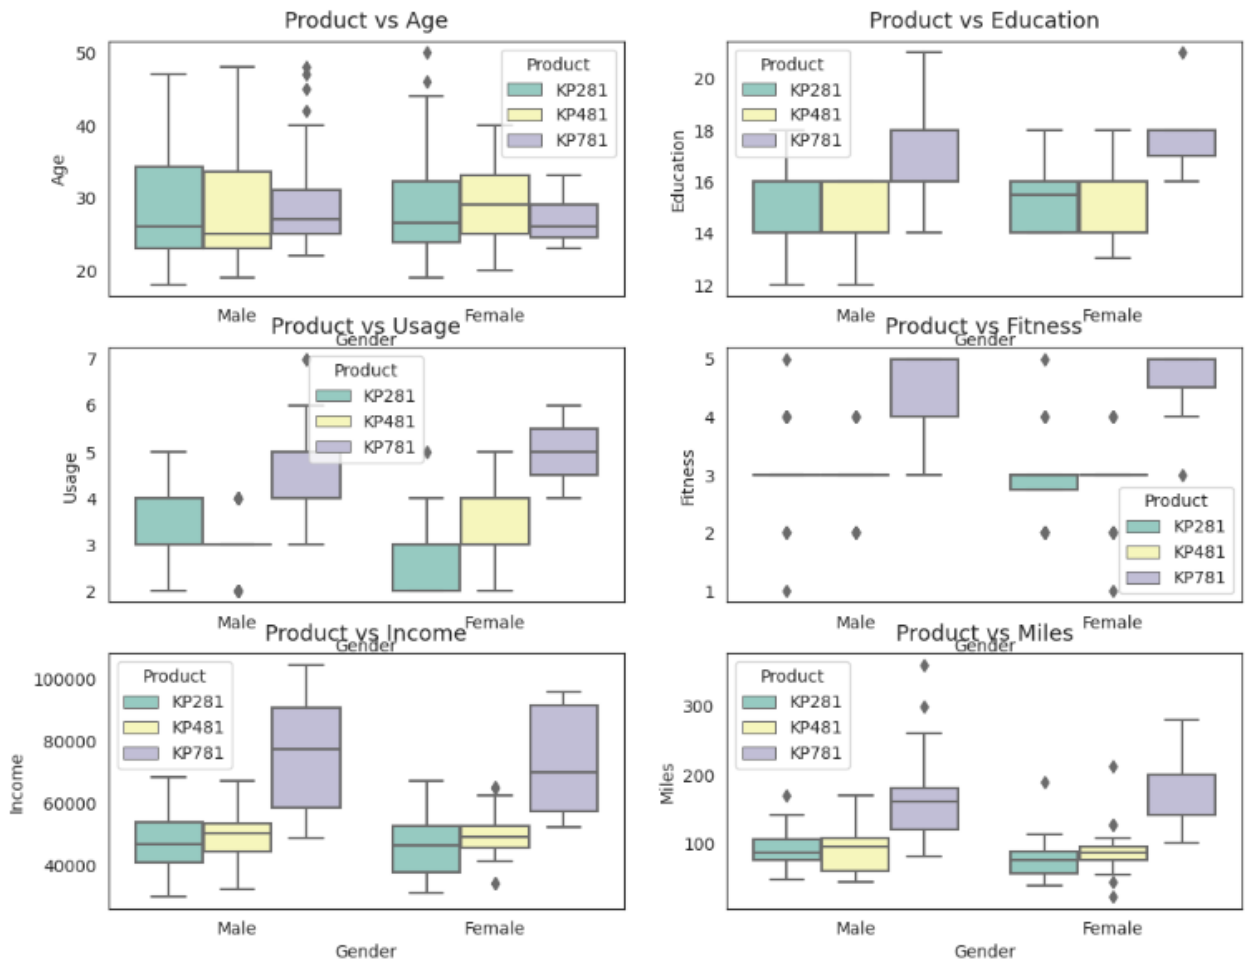 Product vs Age
Age
50
40
30
20
Product
KP281
KP481
KP781
Male
Female
Gender
Product vs Education
Education
20
18
16
14
12
Product
KP281
KP481
KP781
Male
Female
Gender
Product vs Usage
Usage
7
6
5
4
3
2
Product
KP281
KP481
KP781
Male
Female
Gender
Product vs Fitness
Fitness
5
4
3
2
1
Product
KP281
KP481
KP781
Male
Female
Gender
Product vs Income
Income
100000
80000
60000
40000
Product
KP281
KP481
KP781
Male
Female
Gender
Product vs Miles
Miles
300
200
100
Product
KP281
KP481
KP781
Male
Female
Gender